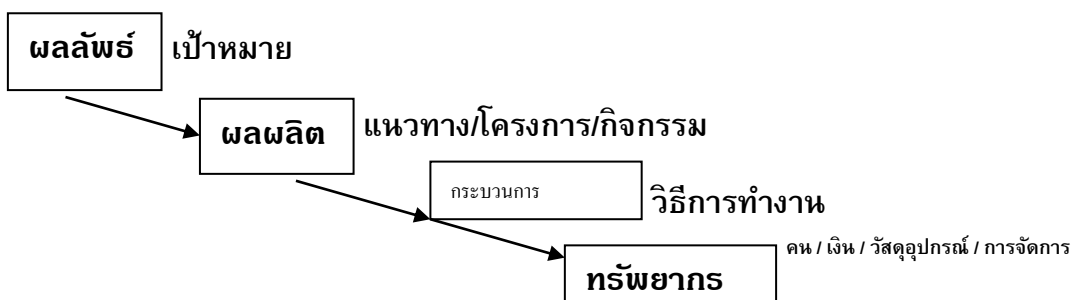 ผลลัพธ์ เป้าหมาย
ผลผลิต แนวทาง/โครงการ/กิจกรรม
กระบวนการ วิธีการทำงาน
ทรัพยากร คน / เงิน / วัสดุอุปกรณ์ / การจัดการ